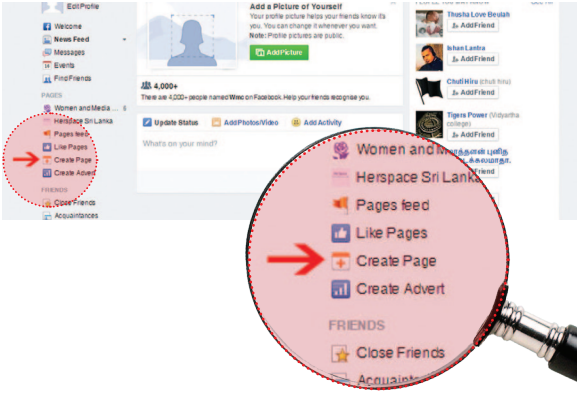 Edit Profile
Welcome
News Feed
Messages
Events
Find Friends
PAGES
Women and Media ... 6
Herspace Sri Lanka
Pages feed
Like Pages
Create Page
Create Advert
FRIENDS
Close Friends
Acquaintances
Add a Picture of Yourself
Your profile picture helps your friends know it's
you. You can change it whenever you want.
Note: Profile pictures are public.
Add Picture
4,000+
There are 4,000+ people named Wmc on Facebook. Help your friends recognise you.
Update Status
Add Photos/Video
Add Activity
What's on your mind?
Thusha Love Beulah
Add Friend
Ishan Lantra
Add Friend
Chuti Hiru (chuti hiru)
Add Friend
Tigers Power (Vidyartha
college)
Add Friend
புனித
Friend
Women and M
Herspace Sri Lanka
Pages feed
Like Pages
Create Page
Create Advert
FRIENDS
Close Friends
Acquainta